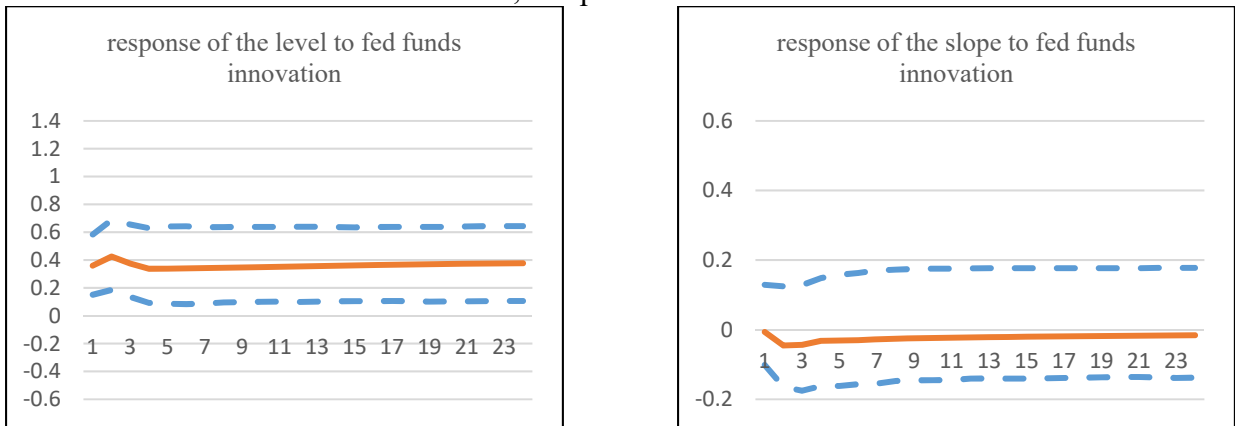 response of the level to fed funds
innovation
1.4
1.2
1
0.8
0.6
0.4
0.2
0
-0.2
-0.4
-0.6
1 3 5 7 9 11 13 15 17 19 21 23
response of the slope to fed funds
innovation
0.6
0.4
0.2
0
-0.2
1 3 5 7 9 11 13 15 17 19 21 23